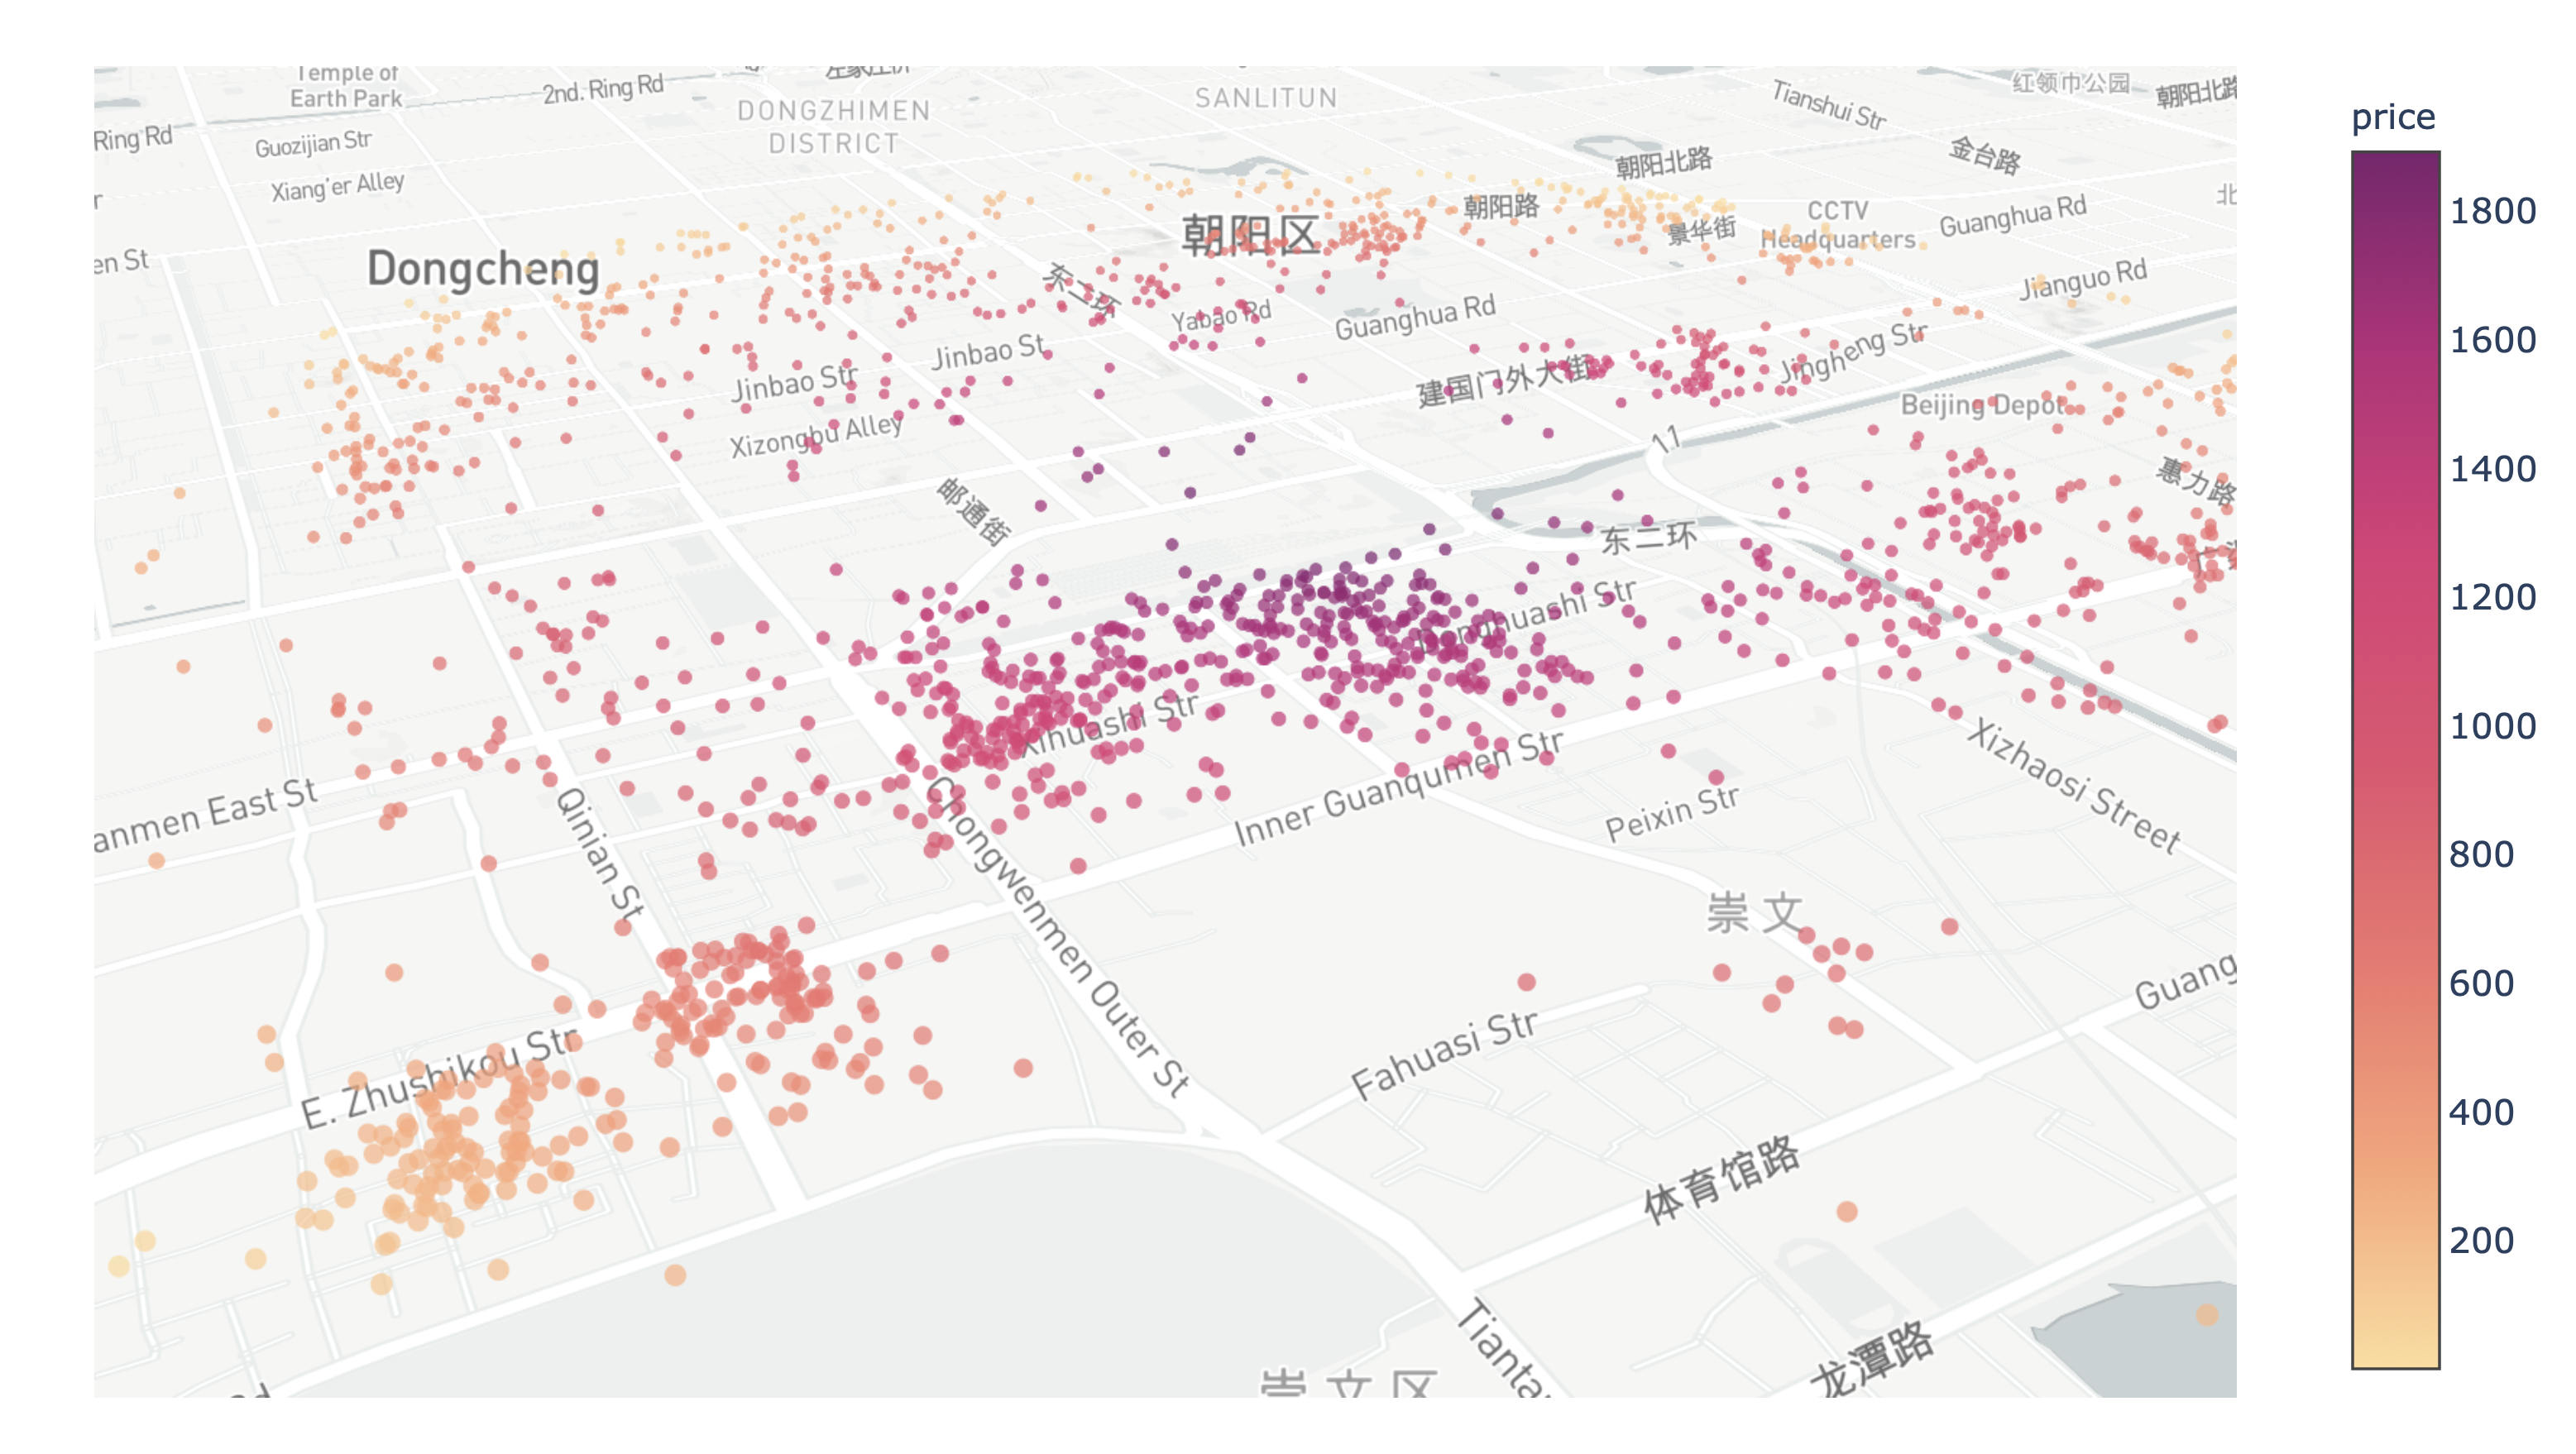 Temple of
Earth Park
2nd. Ring Rd
DONGZHIMEN
DISTRICT
SANLITUN
Tianshui Str
红领巾公园
朝阳北路
Ring Rd
Guozijian Str
Xiang'er Alley
朝阳北路
金台路
北
朝阳路
景华街
CCTV
Headquarters
Guanghua Rd
朝阳区
Dongcheng
en St
东二环
Yabao Rd
Guanghua Rd
Jianguo Rd
Jinbao St
Jinbao Str
建国门外大街
Jingheng Str
Beijing Depot
Xizongbu Alley
11
惠力路
邮通街
东二环
Xihuashi Str
Inner Guanqumen Str
Xizhaosi Street
anmen East St
Qinian St
Chongwenmen Outer St
Peixin Str
崇文
Guang
E. Zhushikou Str
Fahuasi Str
体育馆路
龙潭路
崇文区
Tianta
price
1800
1600
1400
1200
1000
800
600
400
200